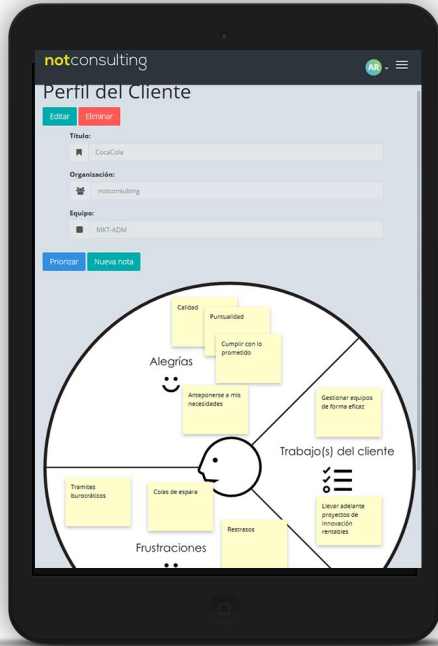 notconsulting
AR
Perfil del Cliente
Editar
Eliminar
Título:
CocaCola
Organización:
notconsulting
Equipo:
MKT-ADM
Priorizar
Nueva nota
Calidad
Puntualidad
Cumplir con lo
prometido
Alegrías
Anteponerse a mis
necesidades
Gestionar equipos
de forma eficaz
Trabajo(s) del cliente
Tramites
burocráticos
Colas de espara
Llevar adelante
proyectos de
innovación
rentables
Restrasos
Frustraciones